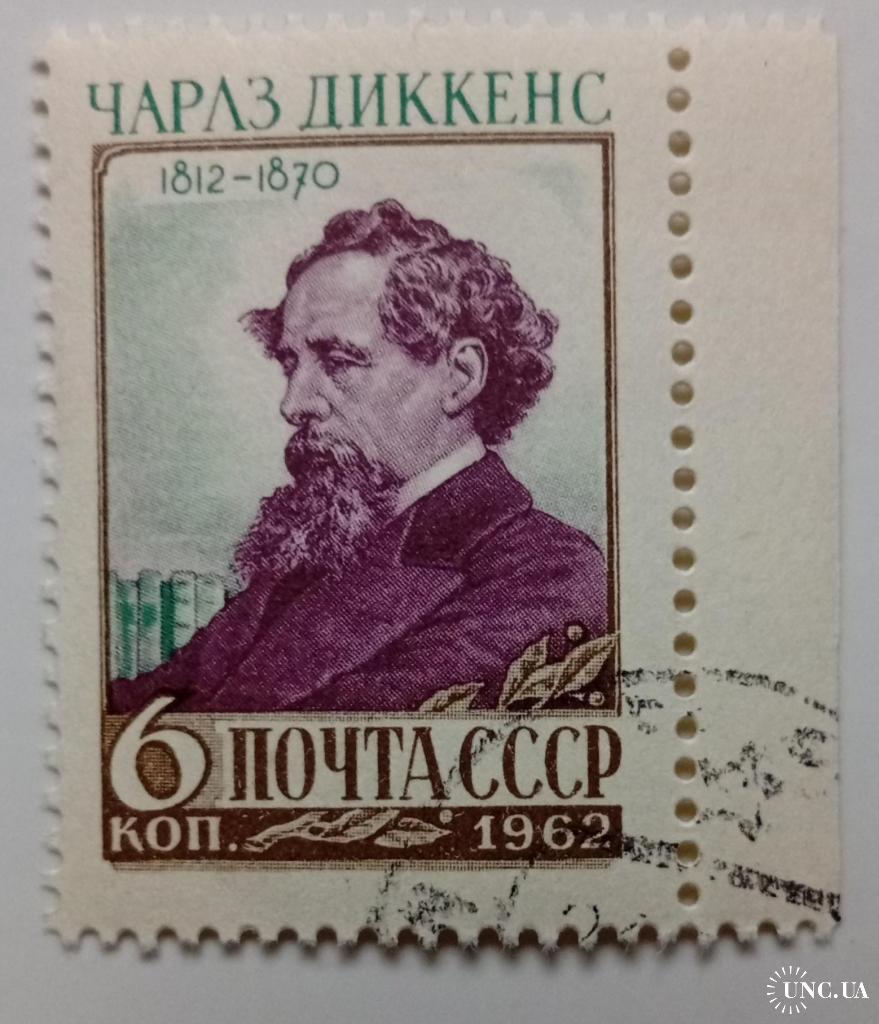 ЧАРЛЗ ДИККЕНС
1812-1870
6 ПОЧТА СССР
КОП. 1962
UNC.UA